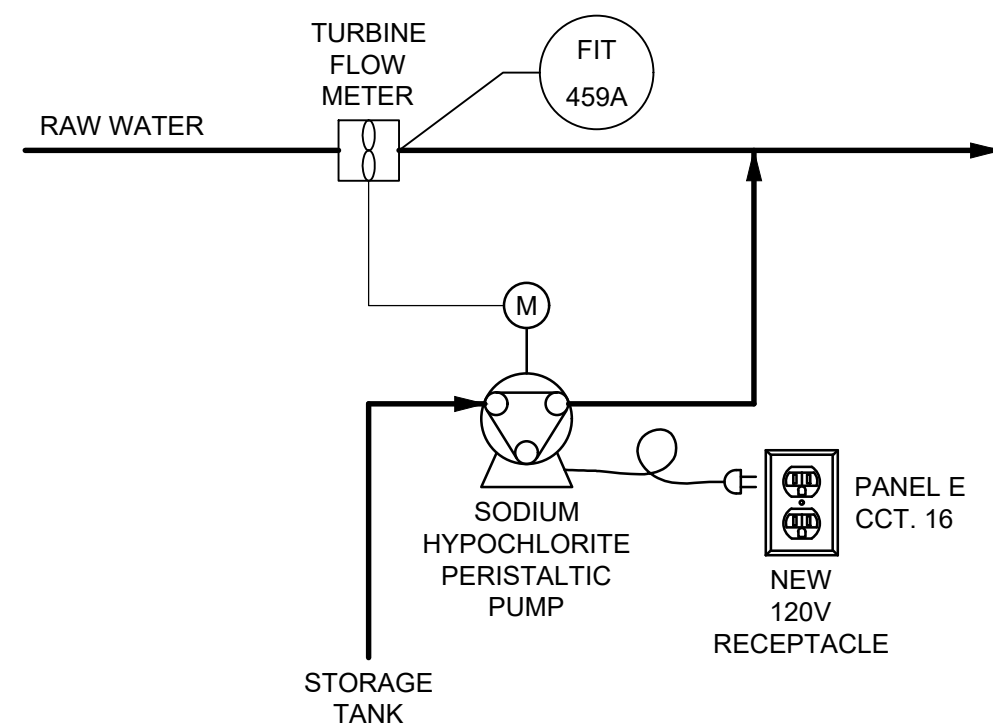 TURBINE
FLOW
METER
FIT
459A
RAW WATER
M
SODIUM
HYPOCHLORITE
PERISTALTIC
PUMP
PANEL E
CCT. 16
NEW
120V
RECEPTACLE
STORAGE
TANK